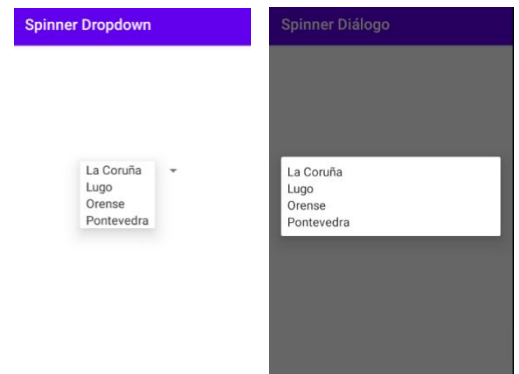 Spinner Dropdown
La Coruña
Lugo
Orense
Pontevedra
Spinner Diálogo
La Coruña
Lugo
Orense
Pontevedra